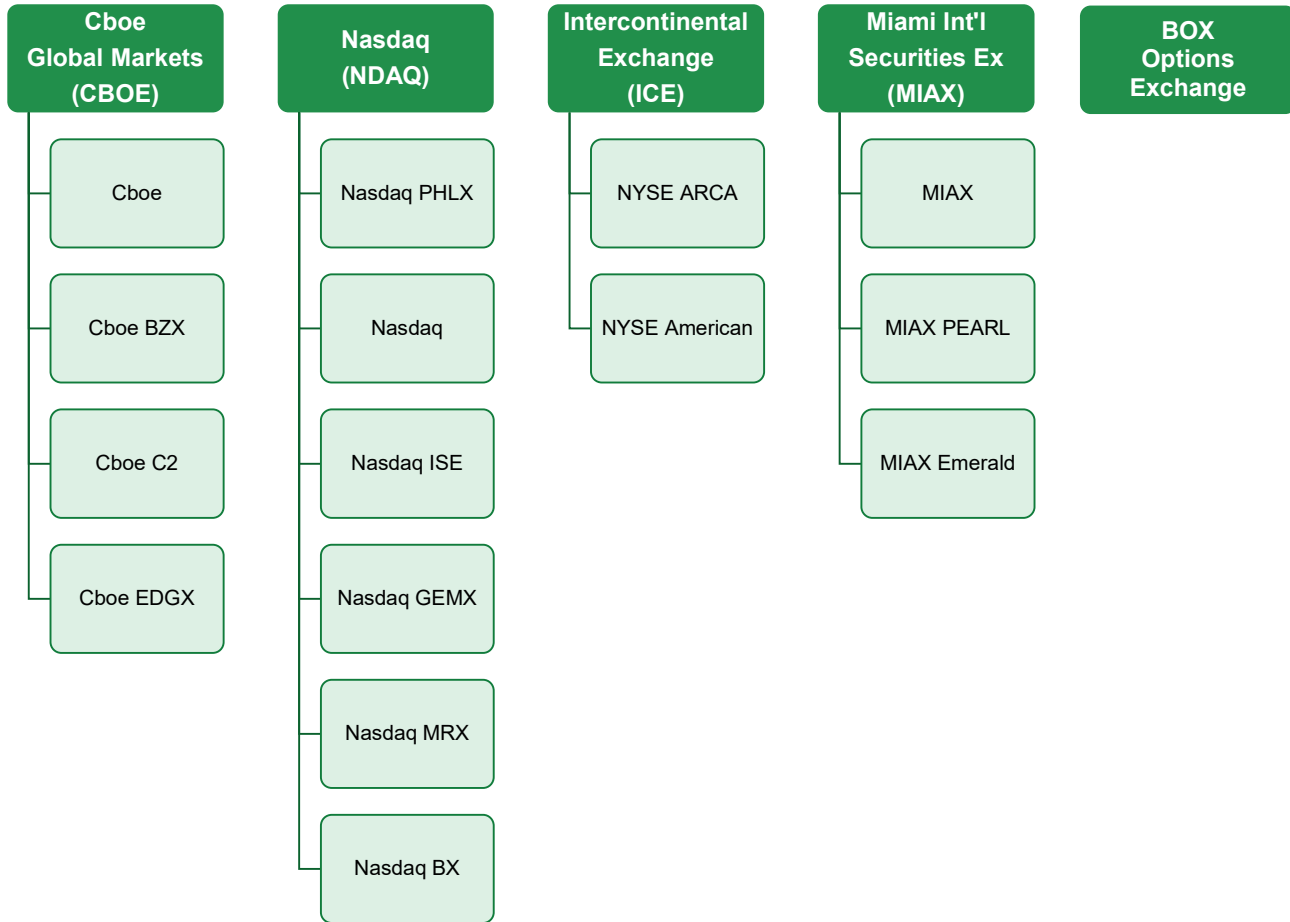 Cboe
Global Markets
(CBOE)
Cboe
Cboe BZX
Cboe C2
Cboe EDGX
Nasdaq
(NDAQ)
Nasdaq PHLX
Nasdaq
Nasdaq ISE
Nasdaq GEMX
Nasdaq MRX
Nasdaq BX
Intercontinental
Exchange
(ICE)
NYSE ARCA
NYSE American
Miami Int'l
Securities Ex
(MIAX)
MIAX
MIAX PEARL
MIAX Emerald
BOX
Options
Exchange